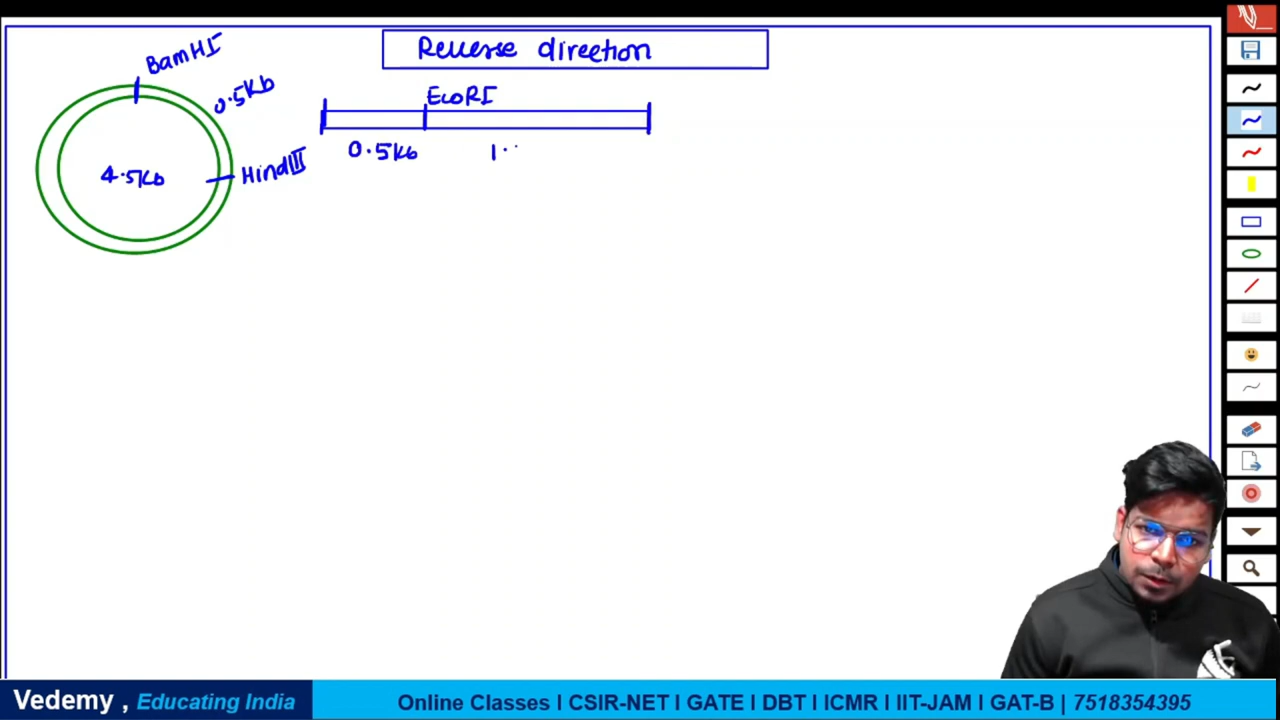 Reverse direction
BamHI
0.5Kb
HindIII
4.5Kb
EcoRI
0.5Kb
1.
Vedemy , Educating India
Online Classes I CSIR-NET I GATE I DBT I ICMR I IIT-JAM I GAT-B | 7518354395